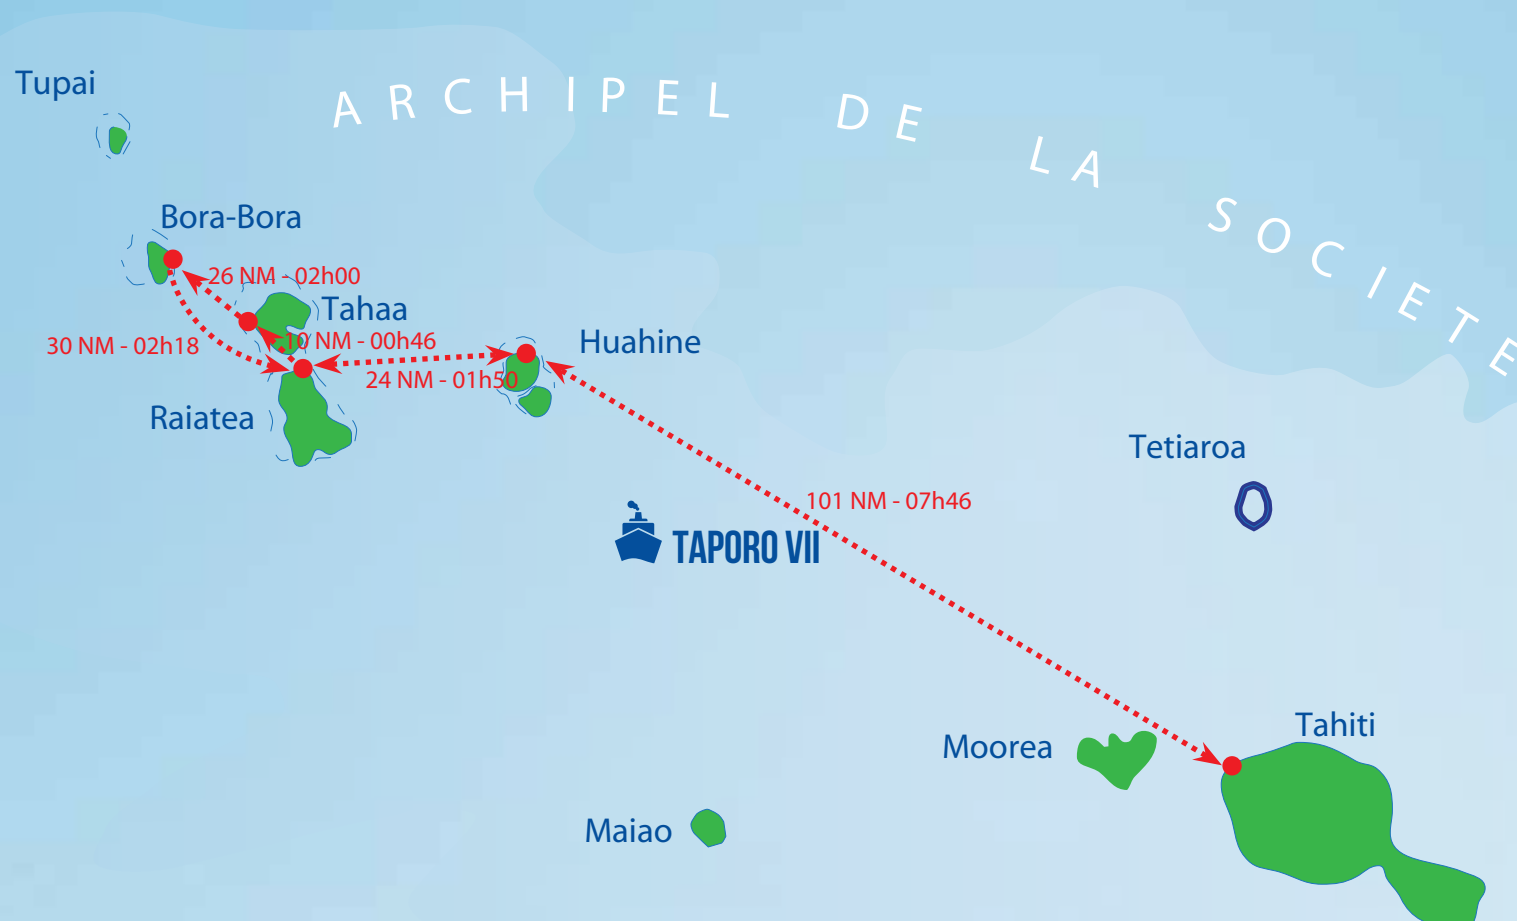 Tupai
ARCHIPEL DE LA SOCIETE
Bora-Bora
26 NM - 02h00
Tahaa
30 NM - 02h18
10 NM - 00h46
Huahine
24 NM - 01h50
Raiatea
Tetiaroa
101 NM - 07h46
TAPORO VII
Tahiti
Moorea
Maiao